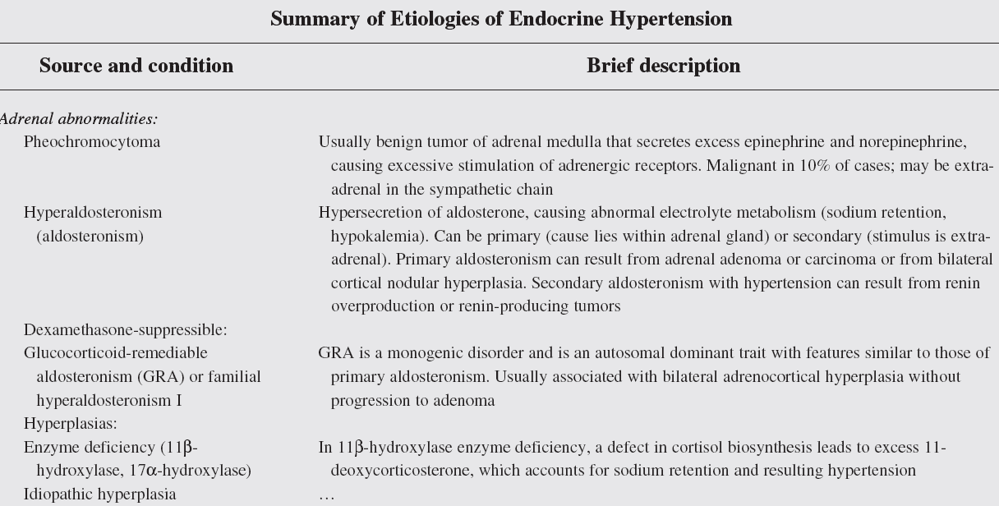 Summary of Etiologies of Endocrine Hypertension
Source and condition Brief description
Adrenal abnormalities:
Pheochromocytoma Usually benign tumor of adrenal medulla that secretes excess epinephrine and norepinephrine,
causing excessive stimulation of adrenergic receptors. Malignant in 10% of cases; may be extra-
adrenal in the sympathetic chain
Hyperaldosteronism Hypersecretion of aldosterone, causing abnormal electrolyte metabolism (sodium retention,
(aldosteronism) hypokalemia). Can be primary (cause lies within adrenal gland) or secondary (stimulus is extra-
adrenal). Primary aldosteronism can result from adrenal adenoma or carcinoma or from bilateral
cortical nodular hyperplasia. Secondary aldosteronism with hypertension can result from renin
overproduction or renin-producing tumors
Dexamethasone-suppressible:
Glucocorticoid-remediable GRA is a monogenic disorder and is an autosomal dominant trait with features similar to those of
aldosteronism (GRA) or familial primary aldosteronism. Usually associated with bilateral adrenocortical hyperplasia without
hyperaldosteronism I progression to adenoma
Hyperplasias:
Enzyme deficiency (11β- In 11β-hydroxylase enzyme deficiency, a defect in cortisol biosynthesis leads to excess 11-
hydroxylase, 17α-hydroxylase) deoxycorticosterone, which accounts for sodium retention and resulting hypertension
Idiopathic hyperplasia …